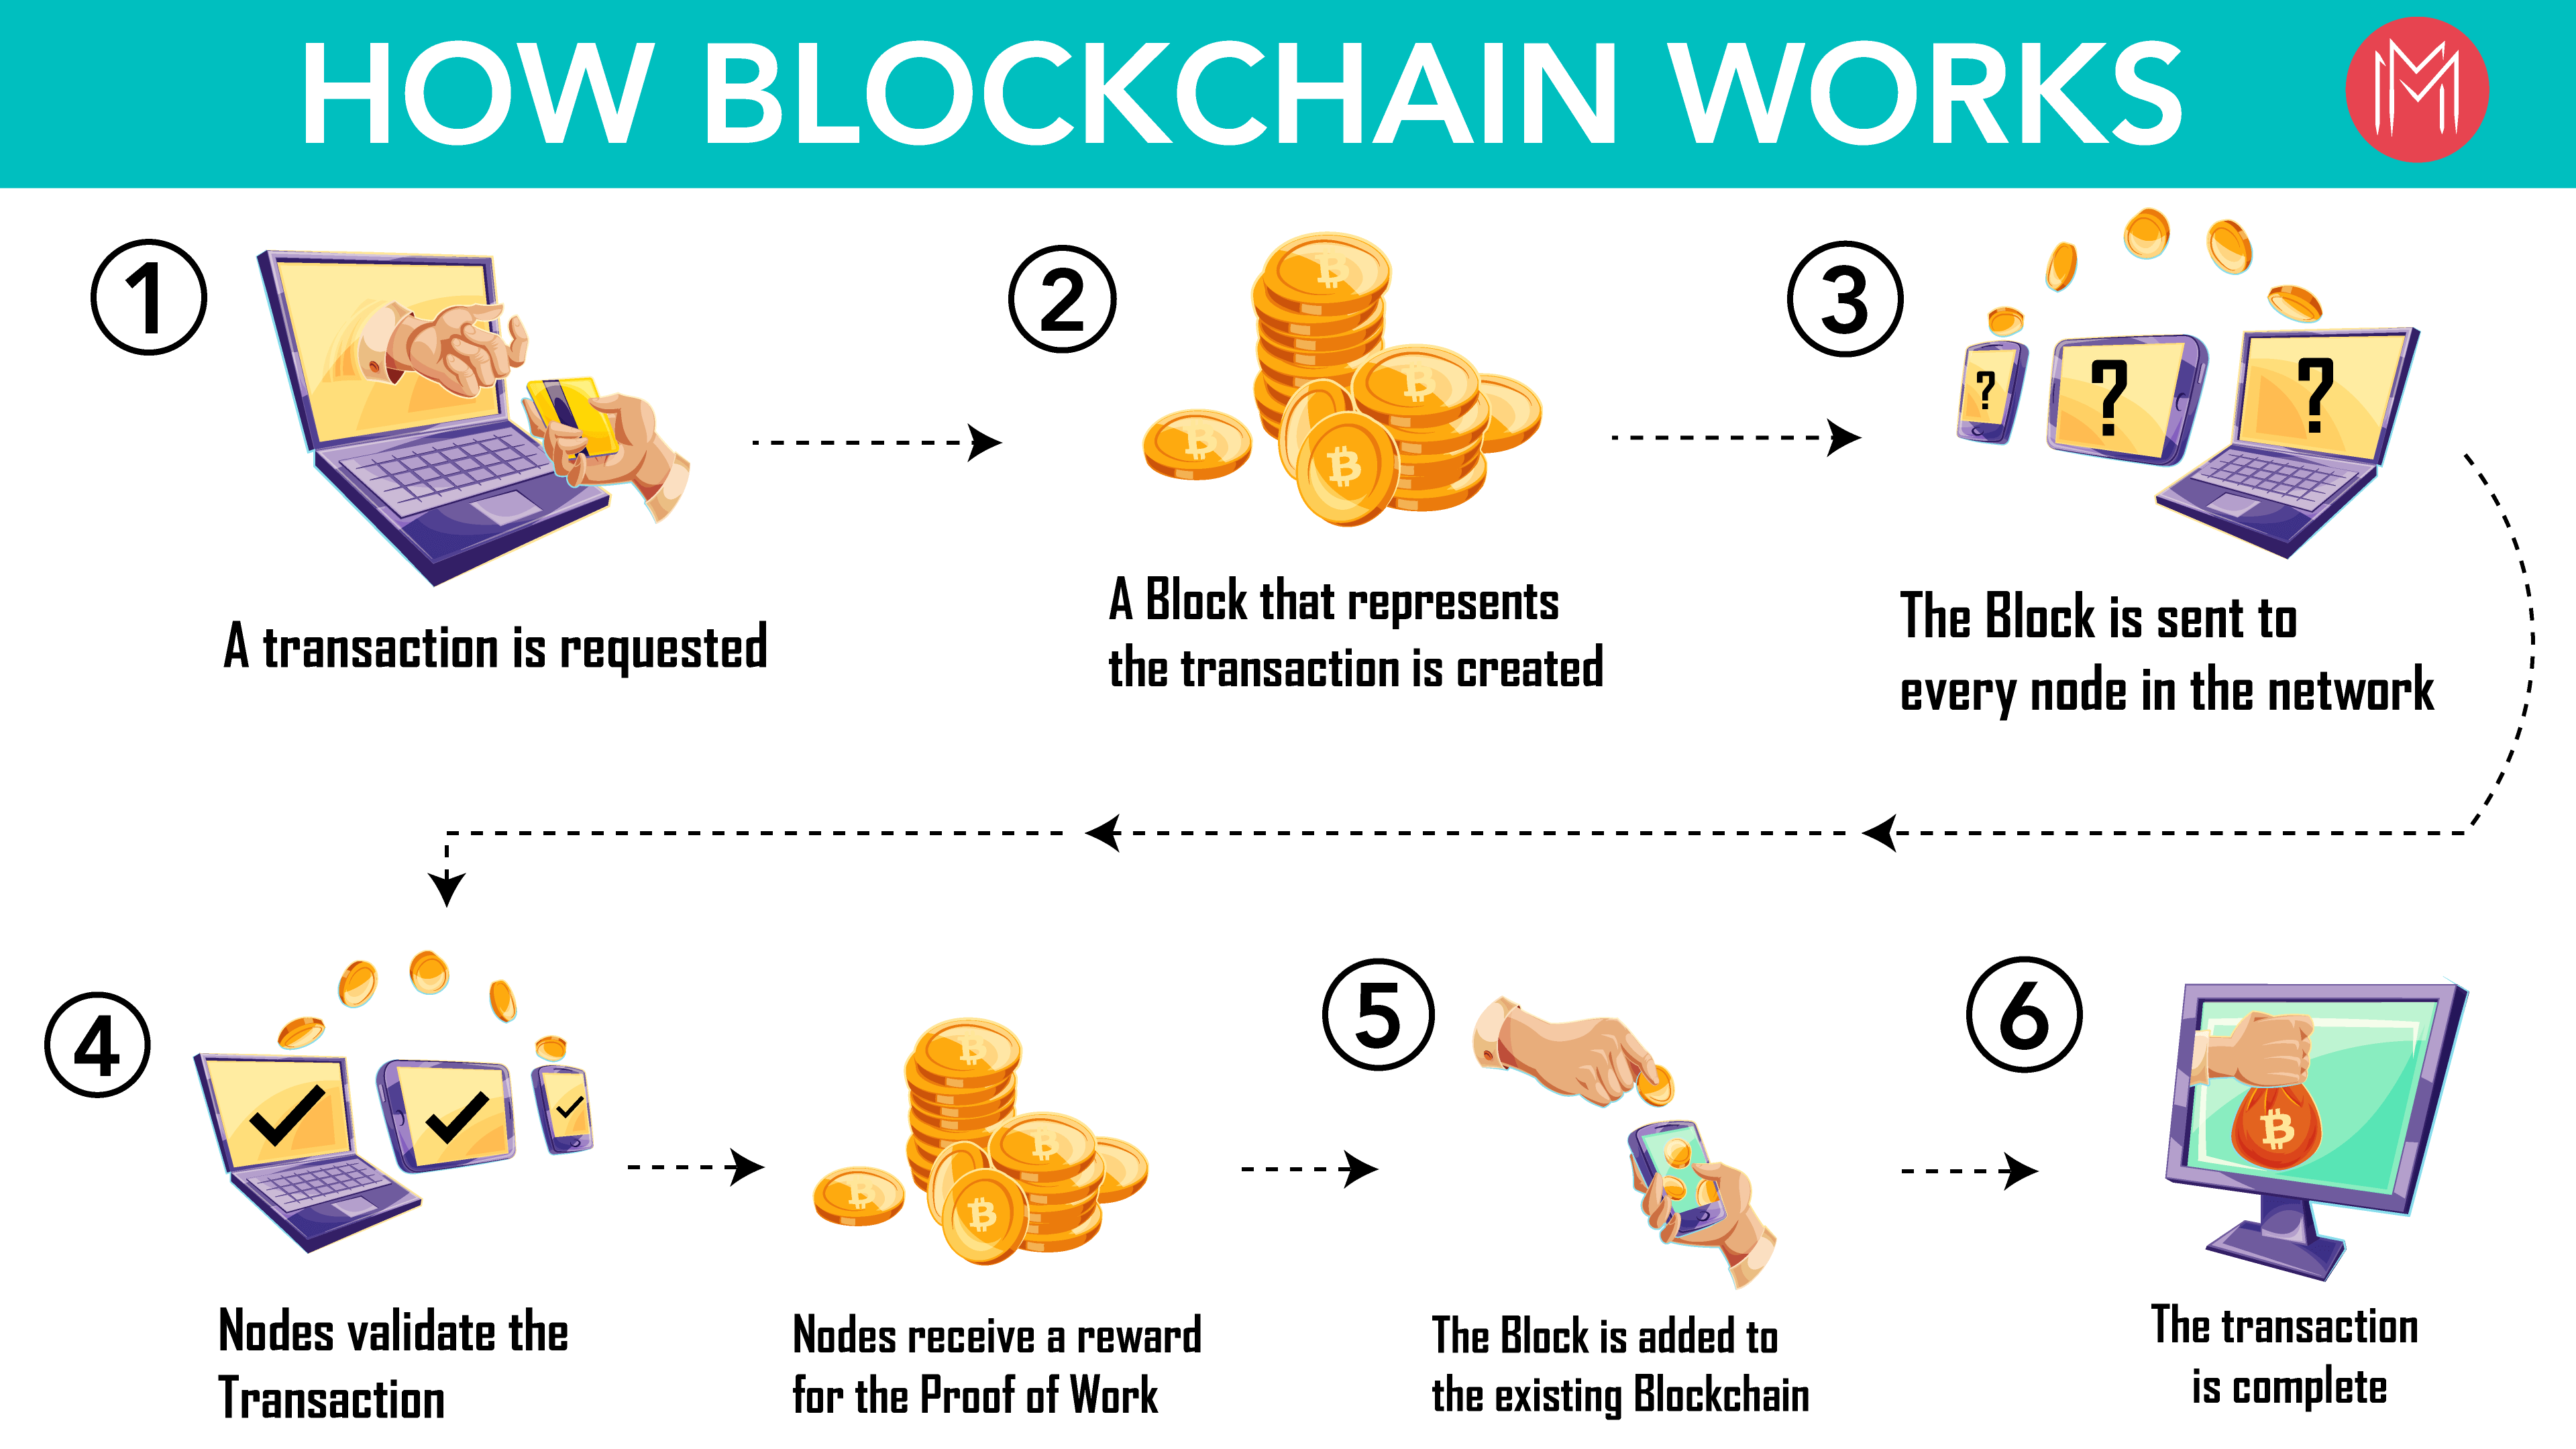 HOW BLOCKCHAIN WORKS
M
1
A transaction is requested
2
A Block that represents
the transaction is created
3
? ? ?
The Block is sent to
every node in the network
4
Nodes validate the
Transaction
Nodes receive a reward
for the Proof of Work
5
The Block is added to
the existing Blockchain
6
The transaction
is complete